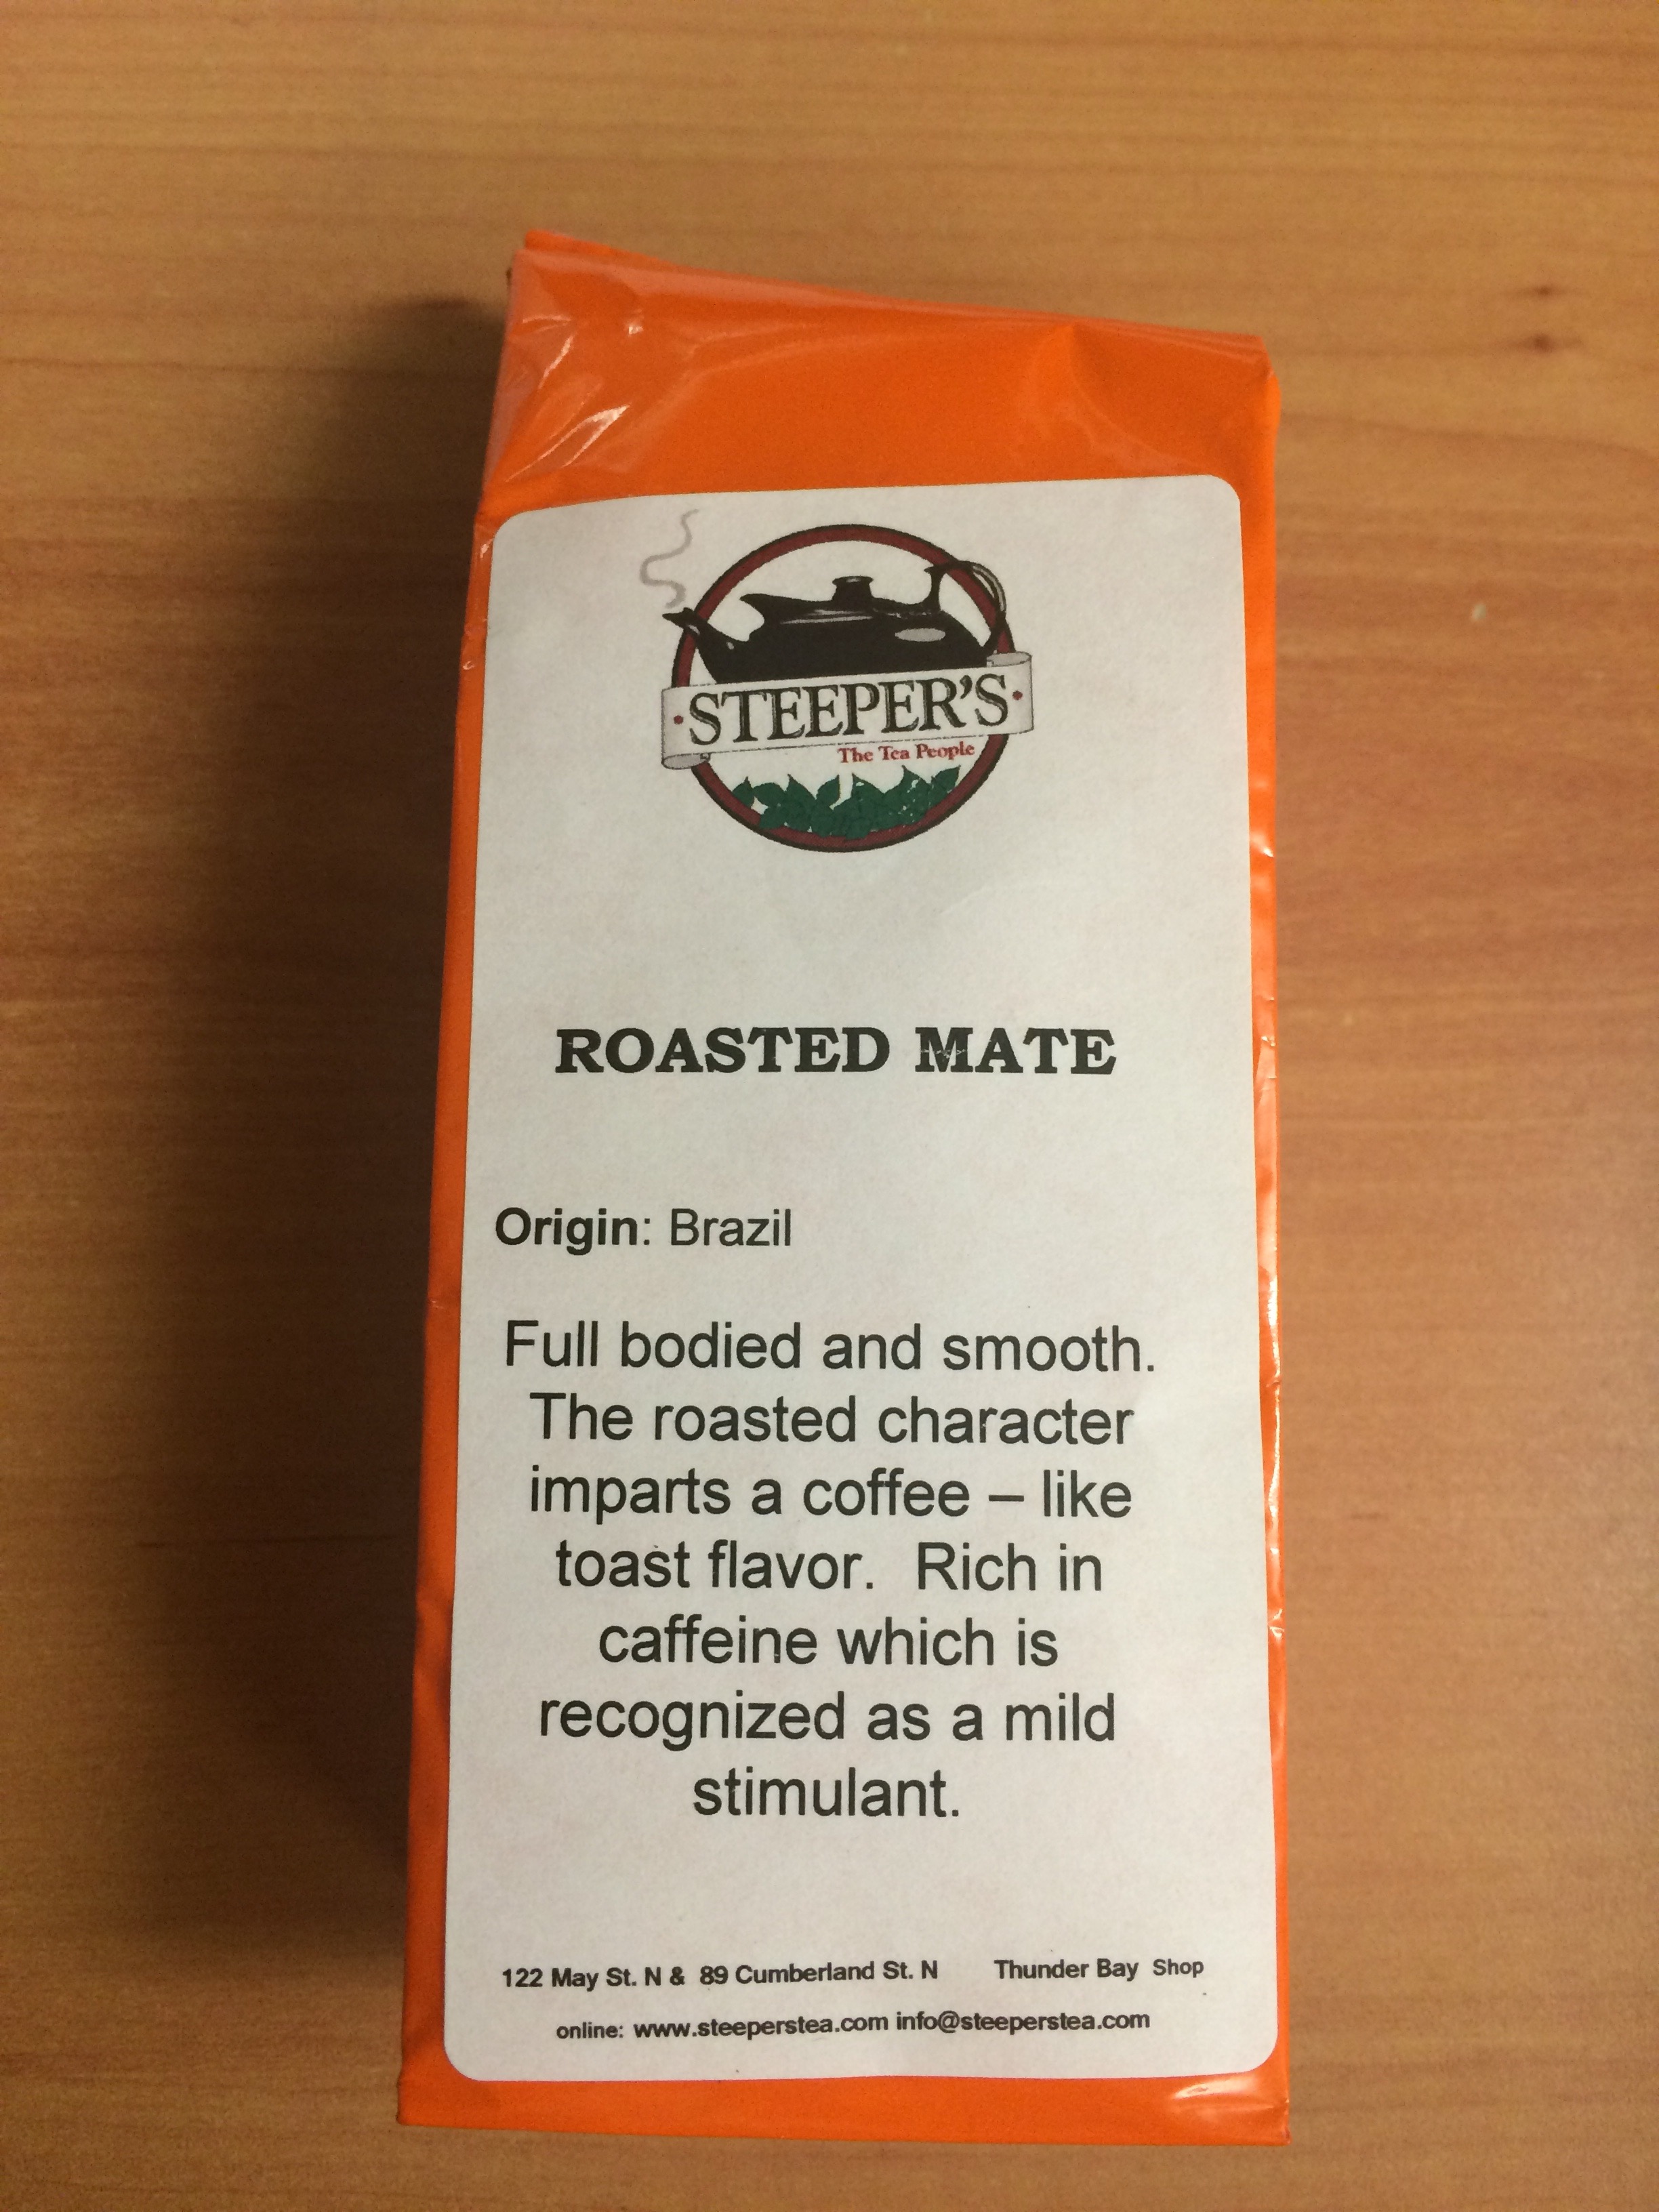 ·STEEPER'S·
The Tea People
ROASTED MATE
Origin: Brazil
Full bodied and smooth.
The roasted character
imparts a coffee – like
toast flavor. Rich in
caffeine which is
recognized as a mild
stimulant.
122 May St. N & 89 Cumberland St. N Thunder Bay Shop
online: www.steeperstea.com info@steeperstea.com